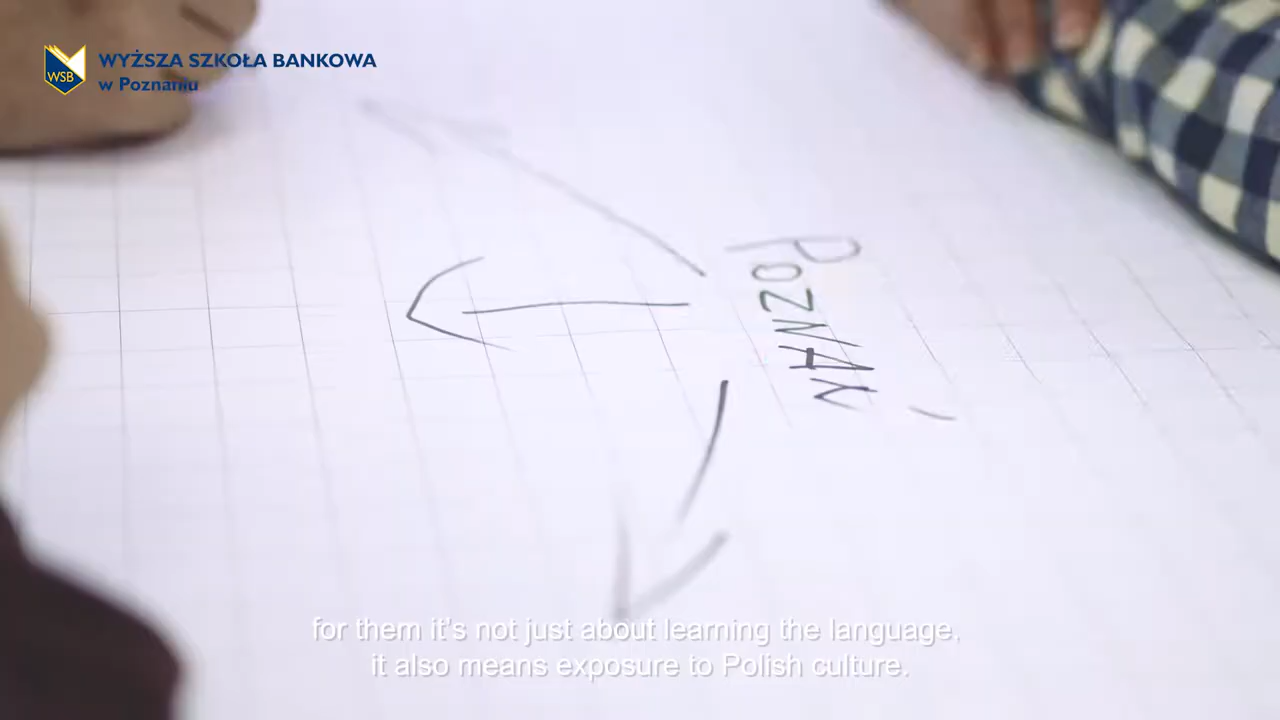 WSB
WYŻSZA SZKOŁA BANKOWA
w Poznaniu
POZNAŃ
for them it's not just about learning the language,
it also means exposure to Polish culture.